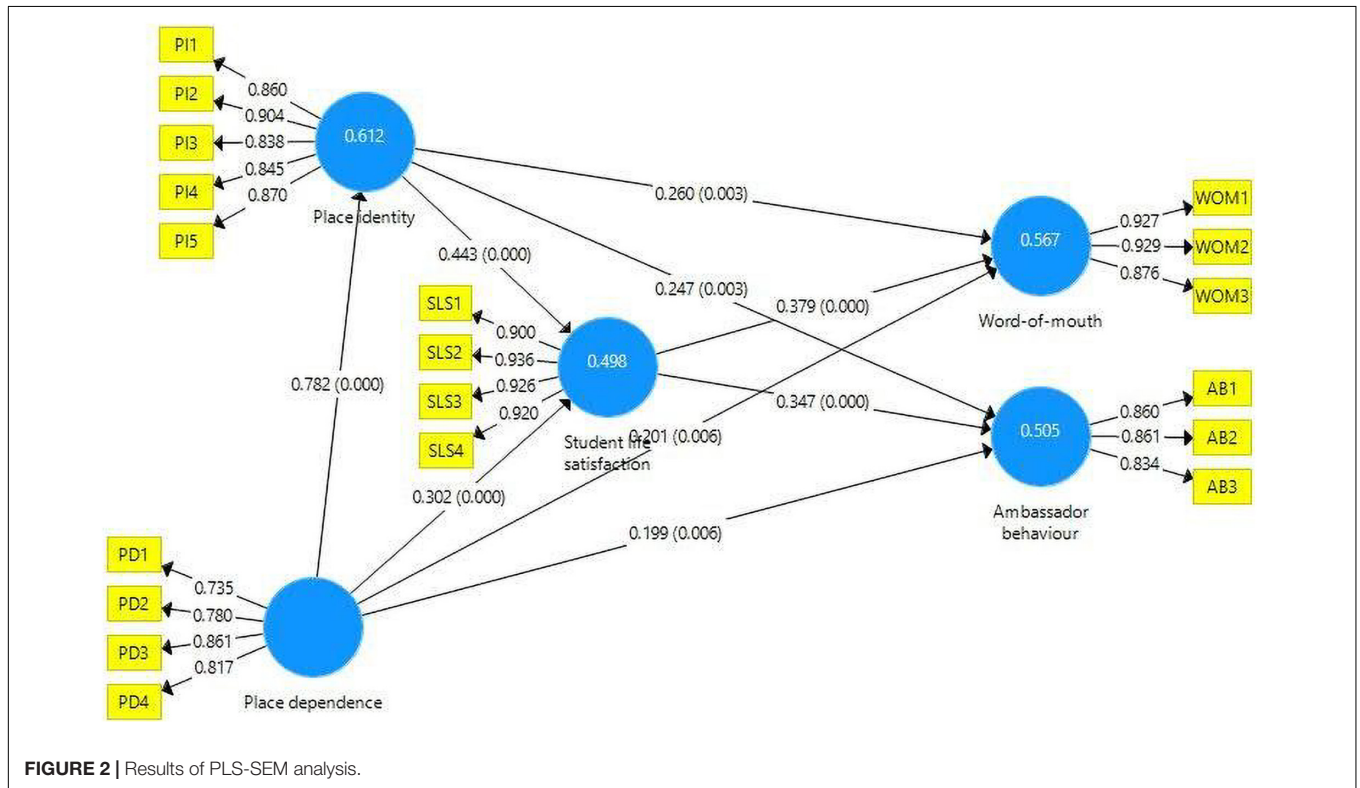 PI1
PI2
PI3
PI4
PI5
0.860
0.904
0.838
0.845
0.870
0.612
Place identity
0.260 (0.003)
0.443 (0.000)
0.247 (0.003)
0.782 (0.000)
SLS1
SLS2
SLS3
SLS4
0.900
0.936
0.926
0.920
0.498
Student life
satisfaction
0.379 (0.000)
0.347 (0.000)
0.201 (0.006)
0.302 (0.000)
0.199 (0.006)
0.567
Word-of-mouth
0.927
0.929
0.876
WOM1
WOM2
WOM3
0.505
Ambassador
behaviour
0.860
0.861
0.834
AB1
AB2
AB3
PD1
PD2
PD3
PD4
0.735
0.780
0.861
0.817
Place dependence
FIGURE 2 | Results of PLS-SEM analysis.